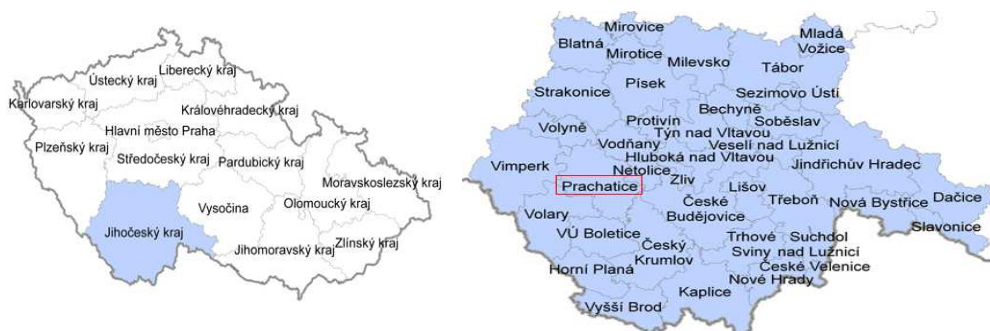 Liberecký kraj
Ústecký kraj
Karlovarský kraj
Královéhradecký kraj
Hlavní město Praha
Plzeňský kraj
Středočeský kraj
Pardubický kraj
Moravskoslezský kraj
Vysočina
Olomoucký kraj
Jihočeský kraj
Jihomoravský kraj
Zlínský kraj
Mirovice
Mladá
Vožice
Blatná
Mirotice
Milevsko
Tábor
Písek
Strakonice
Sezimovo Ústí
Bechyně
Protivín
Soběslav
Volyně
Týn nad Vltavou
Vodňany
Veselí nad Lužnicí
Hluboká nad Vltavou
Vimperk
Netolice
Jindřichův Hradec
Prachatice
Zliv
Lišov
České
Budějovice
Třeboň
Nová Bystřice
Dačice
Volary
Slavonice
VÚ Boletice
Český
Krumlov
Trhové
Sviny
Suchdol
nad Lužnicí
České Velenice
Horní Planá
Nové Hrady
Kaplice
Vyšší Brod